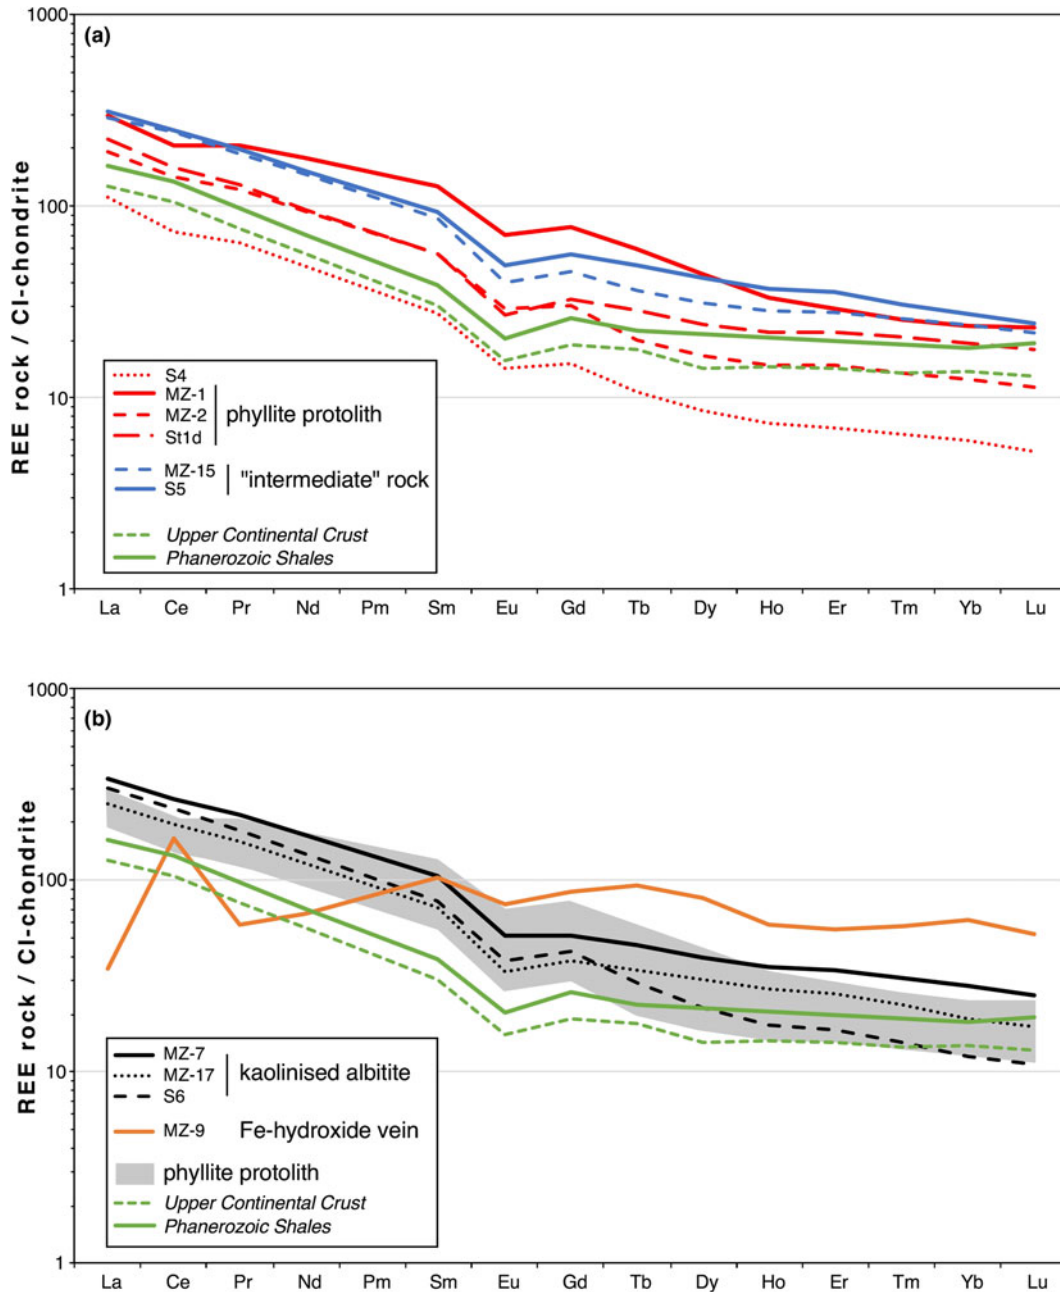 1000
(a)
100
10
1
REE rock / CI-chondrite
S4
MZ-1
MZ-2
St1d
phyllite protolith
MZ-15
S5
"intermediate" rock
Upper Continental Crust
Phanerozoic Shales
La Ce Pr Nd Pm Sm Eu Gd Tb Dy Ho Er Tm Yb Lu
1000
(b)
100
10
1
REE rock / CI-chondrite
MZ-7
MZ-17
S6
kaolinised albitite
MZ-9 Fe-hydroxide vein
phyllite protolith
Upper Continental Crust
Phanerozoic Shales
La Ce Pr Nd Pm Sm Eu Gd Tb Dy Ho Er Tm Yb Lu